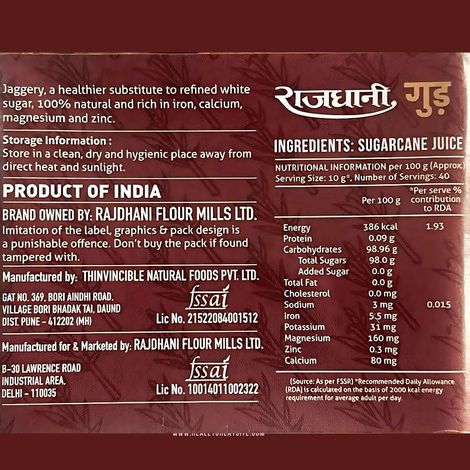 Jaggery, a healthier substitute to refined white
sugar, 100% natural and rich in iron, calcium,
magnesium and zinc.
Storage Information :
Store in a clean, dry and hygienic place away from
direct heat and sunlight.
PRODUCT OF INDIA
BRAND OWNED BY: RAJDHANI FLOUR MILLS LTD.
Imitation of the label, graphics & pack design is
a punishable offence. Don't buy the pack if found
tampered with.
Manufactured by: THINVINCIBLE NATURAL FOODS PVT. LTD.
GAT NO. 369, BORI AINDHI ROAD,
VILLAGE BORI BHADAK TAI, DAUND
DIST. PUNE - 412202 (MH)
fssai
Lic No. 21522084001512
Manufactured for & Marketed by: RAJDHANI FLOUR MILLS LTD.
B-30 LAWRENCE ROAD
INDUSTRIAL AREA,
DELHI - 110035
fssai
Lic No. 10014011002322
राजधानी गुड़
INGREDIENTS: SUGARCANE JUICE
NUTRITIONAL INFORMATION per 100 g (Approx.)
Serving Size: 10 g*, Number of Servings: 40
Per 100 g *Per serve % contribution to RDA
Energy 386 kcal 1.93
Protein 0.09 g
Carbohydrates 98.96 g
Total Sugars 98.0 g
Added Sugar 0.0 g
Total Fat 0.0 g
Cholesterol 0.0 mg
Sodium 3 mg 0.015
Iron 5.5 mg
Potassium 31 mg
Magnesium 160 mg
Zinc 0.3 mg
Calcium 80 mg
(Source: As per FSSR) *Recommended Daily Allowance
(RDA) is calculated on the basis of 2000 kcal energy
requirement for average adult per day.